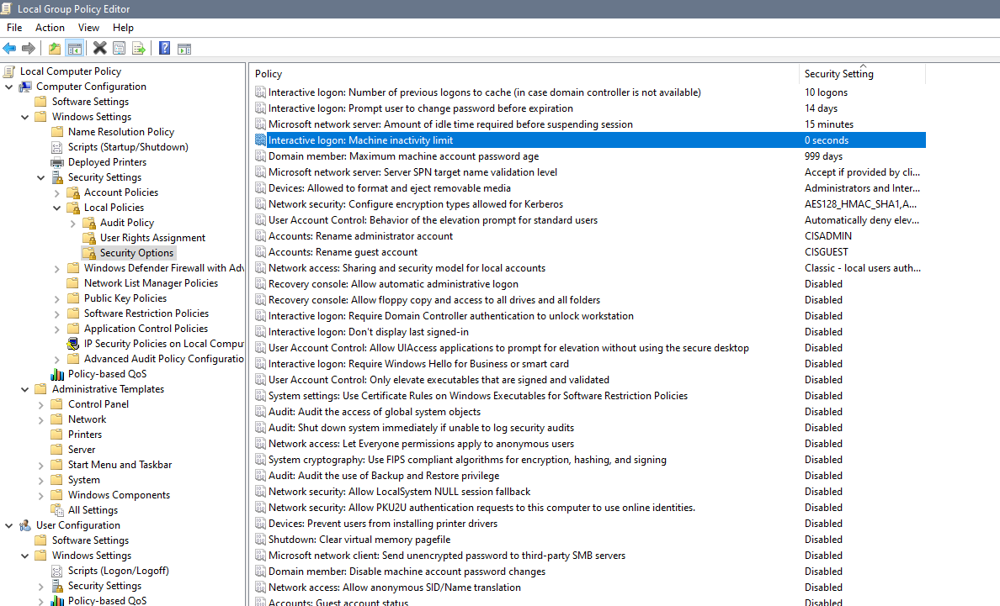 Local Group Policy Editor
File Action View Help
Local Computer Policy
Computer Configuration
Software Settings
Windows Settings
Name Resolution Policy
Scripts (Startup/Shutdown)
Deployed Printers
Security Settings
Account Policies
Local Policies
Audit Policy
User Rights Assignment
Security Options
Windows Defender Firewall with Adv
Network List Manager Policies
Public Key Policies
Software Restriction Policies
Application Control Policies
IP Security Policies on Local Comput
Advanced Audit Policy Configuratio
Policy-based QoS
Administrative Templates
Control Panel
Network
Printers
Server
Start Menu and Taskbar
System
Windows Components
All Settings
User Configuration
Software Settings
Windows Settings
Scripts (Logon/Logoff)
Security Settings
Policy-based QoS
Policy Security Setting
Interactive logon: Number of previous logons to cache (in case domain controller is not available) 10 logons
Interactive logon: Prompt user to change password before expiration 14 days
Microsoft network server: Amount of idle time required before suspending session 15 minutes
Interactive logon: Machine inactivity limit 0 seconds
Domain member: Maximum machine account password age 999 days
Microsoft network server: Server SPN target name validation level Accept if provided by cli...
Devices: Allowed to format and eject removable media Administrators and Inter...
Network security: Configure encryption types allowed for Kerberos AES128_HMAC_SHA1,A...
User Account Control: Behavior of the elevation prompt for standard users Automatically deny elev...
Accounts: Rename administrator account CISADMIN
Accounts: Rename guest account CISGUEST
Network access: Sharing and security model for local accounts Classic - local users auth...
Recovery console: Allow automatic administrative logon Disabled
Recovery console: Allow floppy copy and access to all drives and all folders Disabled
Interactive logon: Require Domain Controller authentication to unlock workstation Disabled
Interactive logon: Don't display last signed-in Disabled
User Account Control: Allow UIAccess applications to prompt for elevation without using the secure desktop Disabled
Interactive logon: Require Windows Hello for Business or smart card Disabled
User Account Control: Only elevate executables that are signed and validated Disabled
System settings: Use Certificate Rules on Windows Executables for Software Restriction Policies Disabled
Audit: Audit the access of global system objects Disabled
Audit: Shut down system immediately if unable to log security audits Disabled
Network access: Let Everyone permissions apply to anonymous users Disabled
System cryptography: Use FIPS compliant algorithms for encryption, hashing, and signing Disabled
Audit: Audit the use of Backup and Restore privilege Disabled
Network security: Allow LocalSystem NULL session fallback Disabled
Network security: Allow PKU2U authentication requests to this computer to use online identities. Disabled
Devices: Prevent users from installing printer drivers Disabled
Shutdown: Clear virtual memory pagefile Disabled
Microsoft network client: Send unencrypted password to third-party SMB servers Disabled
Domain member: Disable machine account password changes Disabled
Network access: Allow anonymous SID/Name translation Disabled
Accounts: Guest account status Disabled